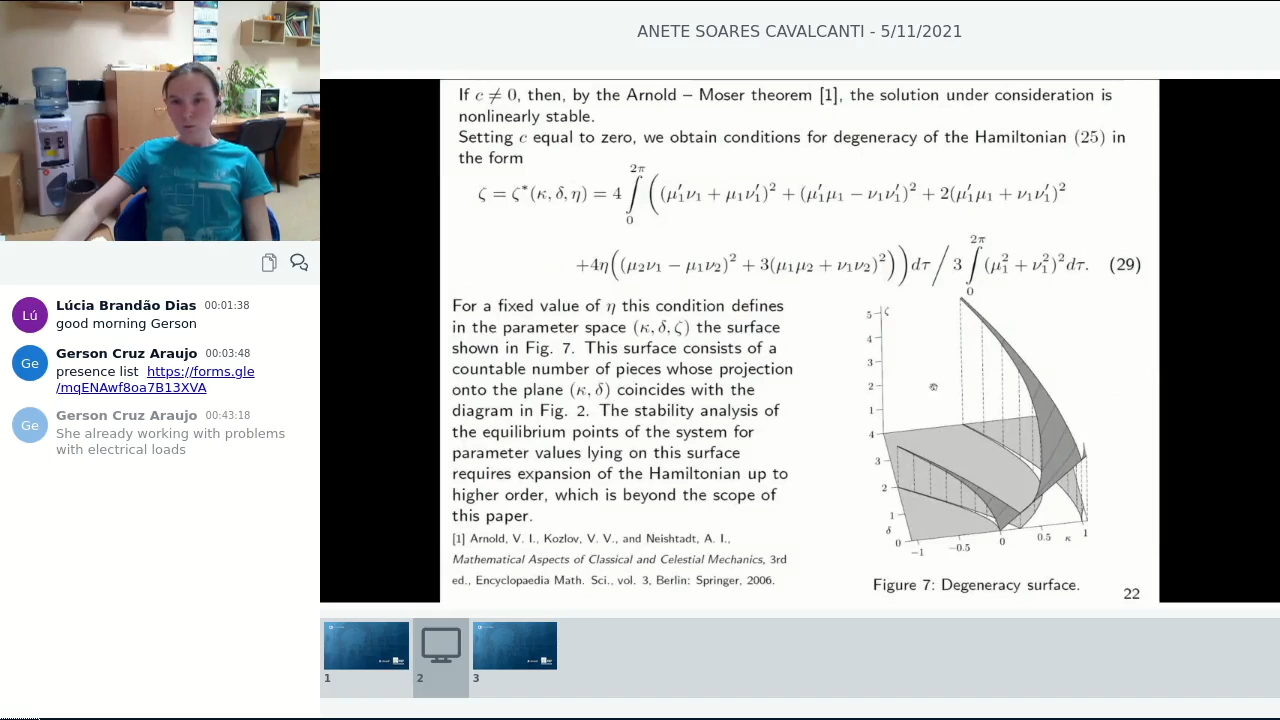 ANETE SOARES CAVALCANTI - 5/11/2021
Lú
Lúcia Brandão Dias 00:01:38
good morning Gerson
Ge
Gerson Cruz Araujo 00:03:48
presence list https://forms.gle
/mqENAwf8oa7B13XVA
Ge
Gerson Cruz Araujo 00:43:18
She already working with problems
with electrical loads
If c ≠ 0, then, by the Arnold – Moser theorem [1], the solution under consideration is
nonlinearly stable.
Setting c equal to zero, we obtain conditions for degeneracy of the Hamiltonian (25) in
the form
ζ = ζ*(κ, δ, η) = 4 ∫₀^{2π} ((μ₁′ν₁ + μ₁ν₁′)² + (μ₁′μ₁ − ν₁ν₁′)² + 2(μ₁′μ₁ + ν₁ν₁′)²
+4η((μ₂ν₁ − μ₁ν₂)² + 3(μ₁μ₂ + ν₁ν₂)²))dτ / 3 ∫₀^{2π} (μ₁² + ν₁²)²dτ. (29)
For a fixed value of η this condition defines
in the parameter space (κ, δ, ζ) the surface
shown in Fig. 7. This surface consists of a
countable number of pieces whose projection
onto the plane (κ, δ) coincides with the
diagram in Fig. 2. The stability analysis of
the equilibrium points of the system for
parameter values lying on this surface
requires expansion of the Hamiltonian up to
higher order, which is beyond the scope of
this paper.
[1] Arnold, V. I., Kozlov, V. V., and Neishtadt, A. I.,
Mathematical Aspects of Classical and Celestial Mechanics, 3rd
ed., Encyclopaedia Math. Sci., vol. 3, Berlin: Springer, 2006.
5 ζ
4
3
2
1
4
3
2
1
δ
0
−1 −0.5 0 0.5 κ 1
Figure 7: Degeneracy surface.
22
1 2 3